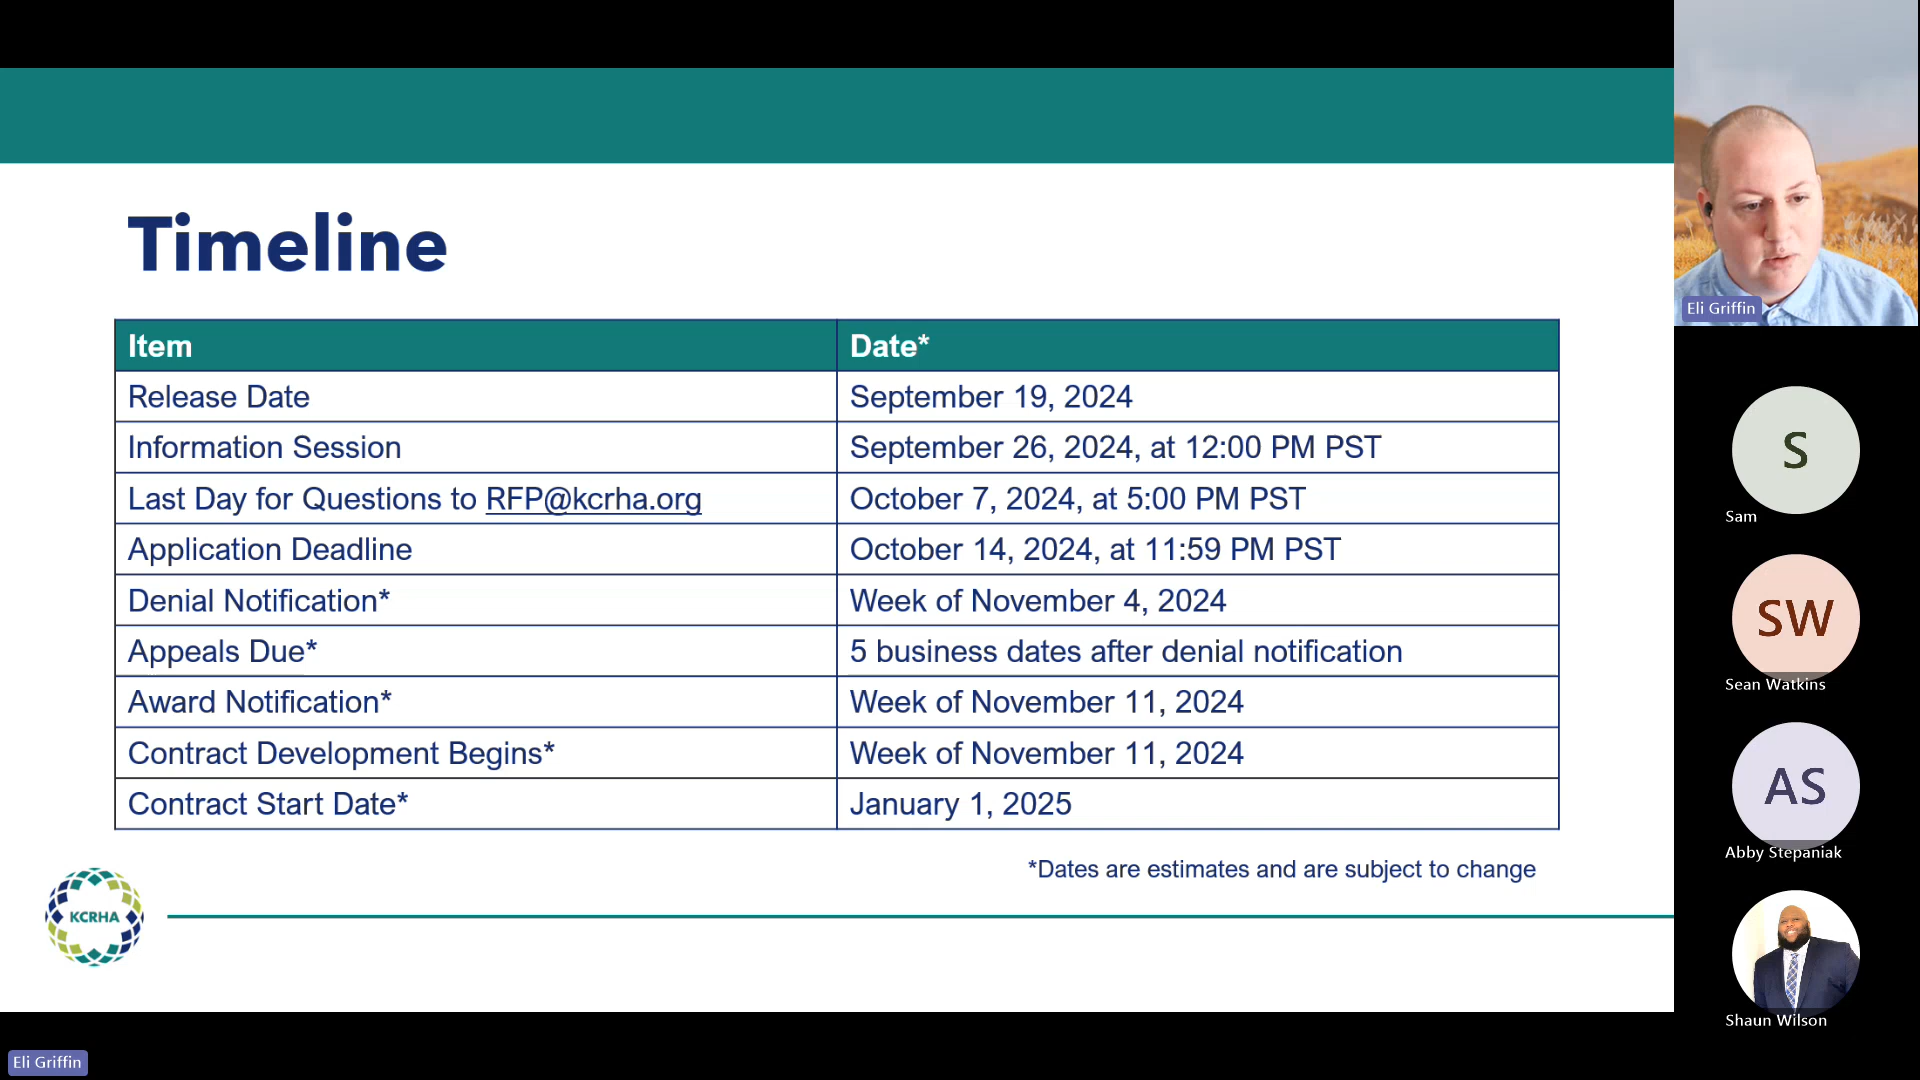 Timeline
Item Date*
Release Date September 19, 2024
Information Session September 26, 2024, at 12:00 PM PST
Last Day for Questions to RFP@kcrha.org October 7, 2024, at 5:00 PM PST
Application Deadline October 14, 2024, at 11:59 PM PST
Denial Notification* Week of November 4, 2024
Appeals Due* 5 business dates after denial notification
Award Notification* Week of November 11, 2024
Contract Development Begins* Week of November 11, 2024
Contract Start Date* January 1, 2025
*Dates are estimates and are subject to change
KCRHA
Eli Griffin
Eli Griffin
S
Sam
SW
Sean Watkins
AS
Abby Stepaniak
Shaun Wilson